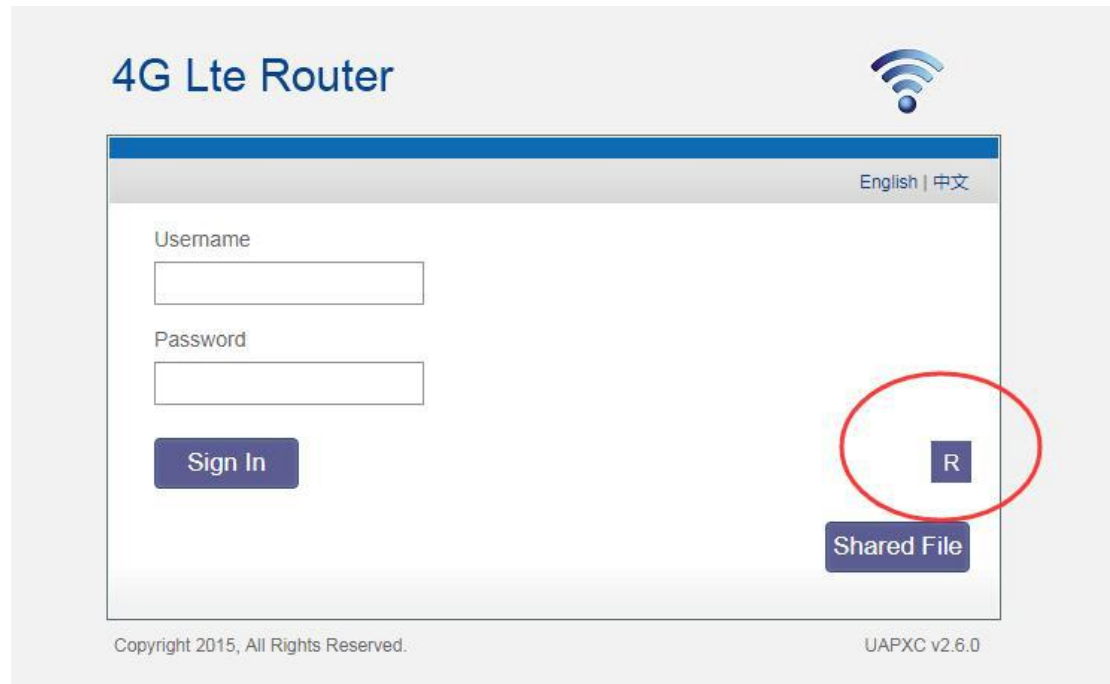 4G Lte Router
English | 中文
Username
Password
Sign In
R
Shared File
Copyright 2015, All Rights Reserved.
UAPXC v2.6.0